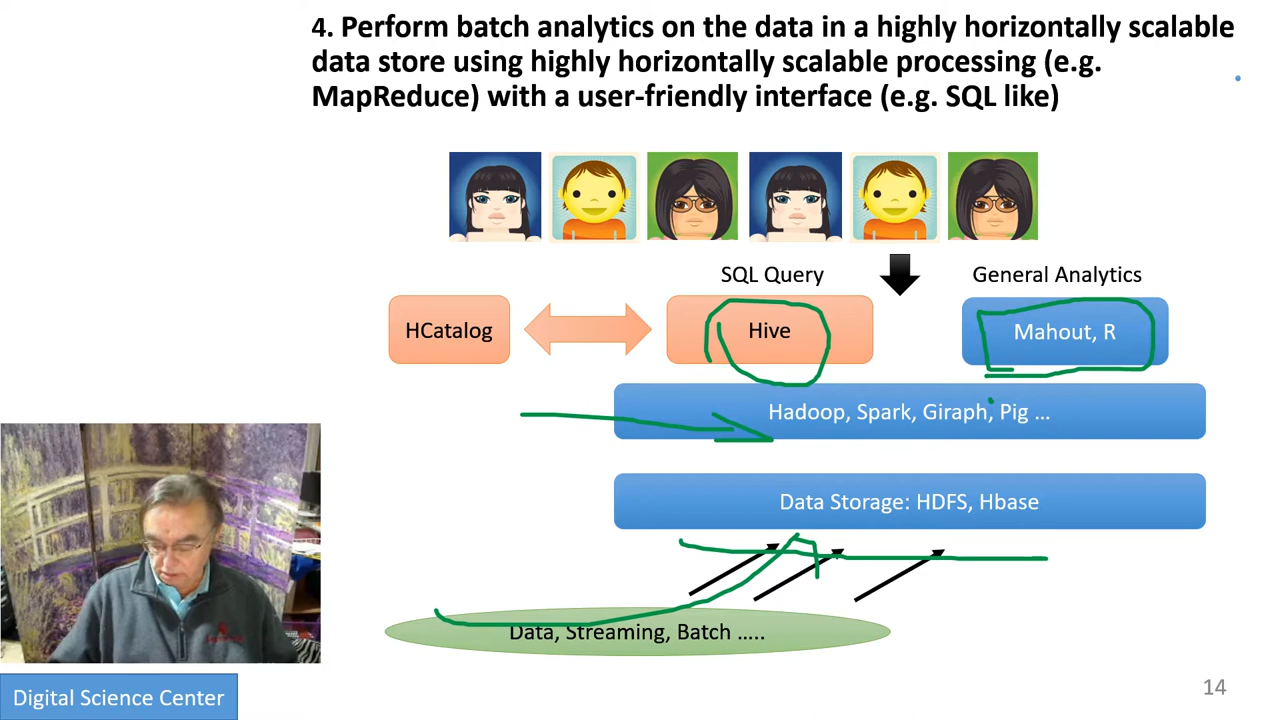 4. Perform batch analytics on the data in a highly horizontally scalable
data store using highly horizontally scalable processing (e.g.
MapReduce) with a user-friendly interface (e.g. SQL like)
SQL Query
General Analytics
HCatalog
Hive
Mahout, R
Hadoop, Spark, Giraph, Pig ...
Data Storage: HDFS, Hbase
Data, Streaming, Batch .....
Digital Science Center
14